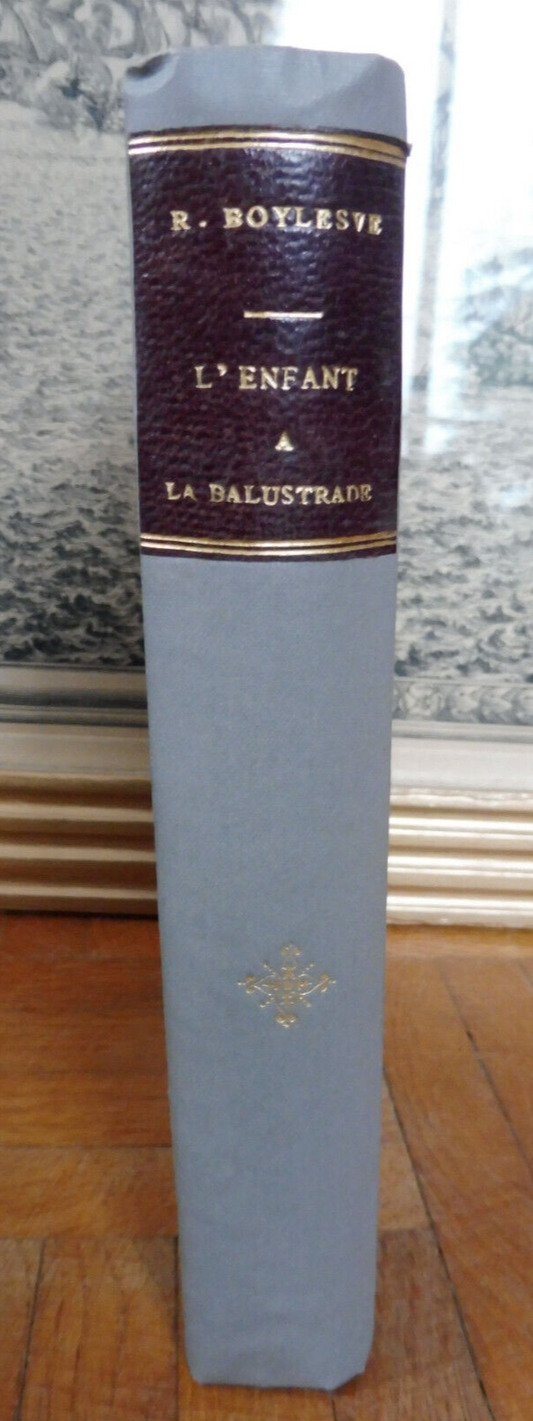 R. BOYLESVE
L'ENFANT
A
LA BALUSTRADE